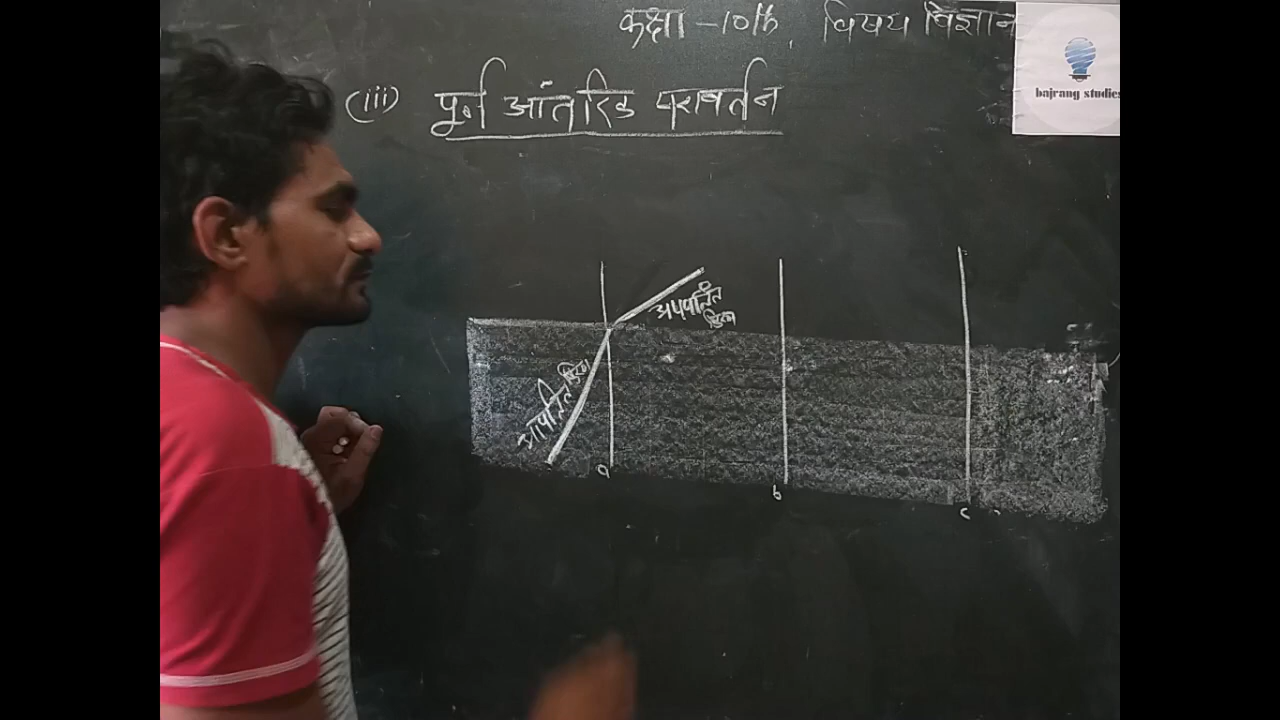 कक्षा -10th, विषय विज्ञान
bajrang studies
(iii) पूर्न आंतरिक परावर्तन
अपवर्तित किरण
आपतित किरण
a
b
c